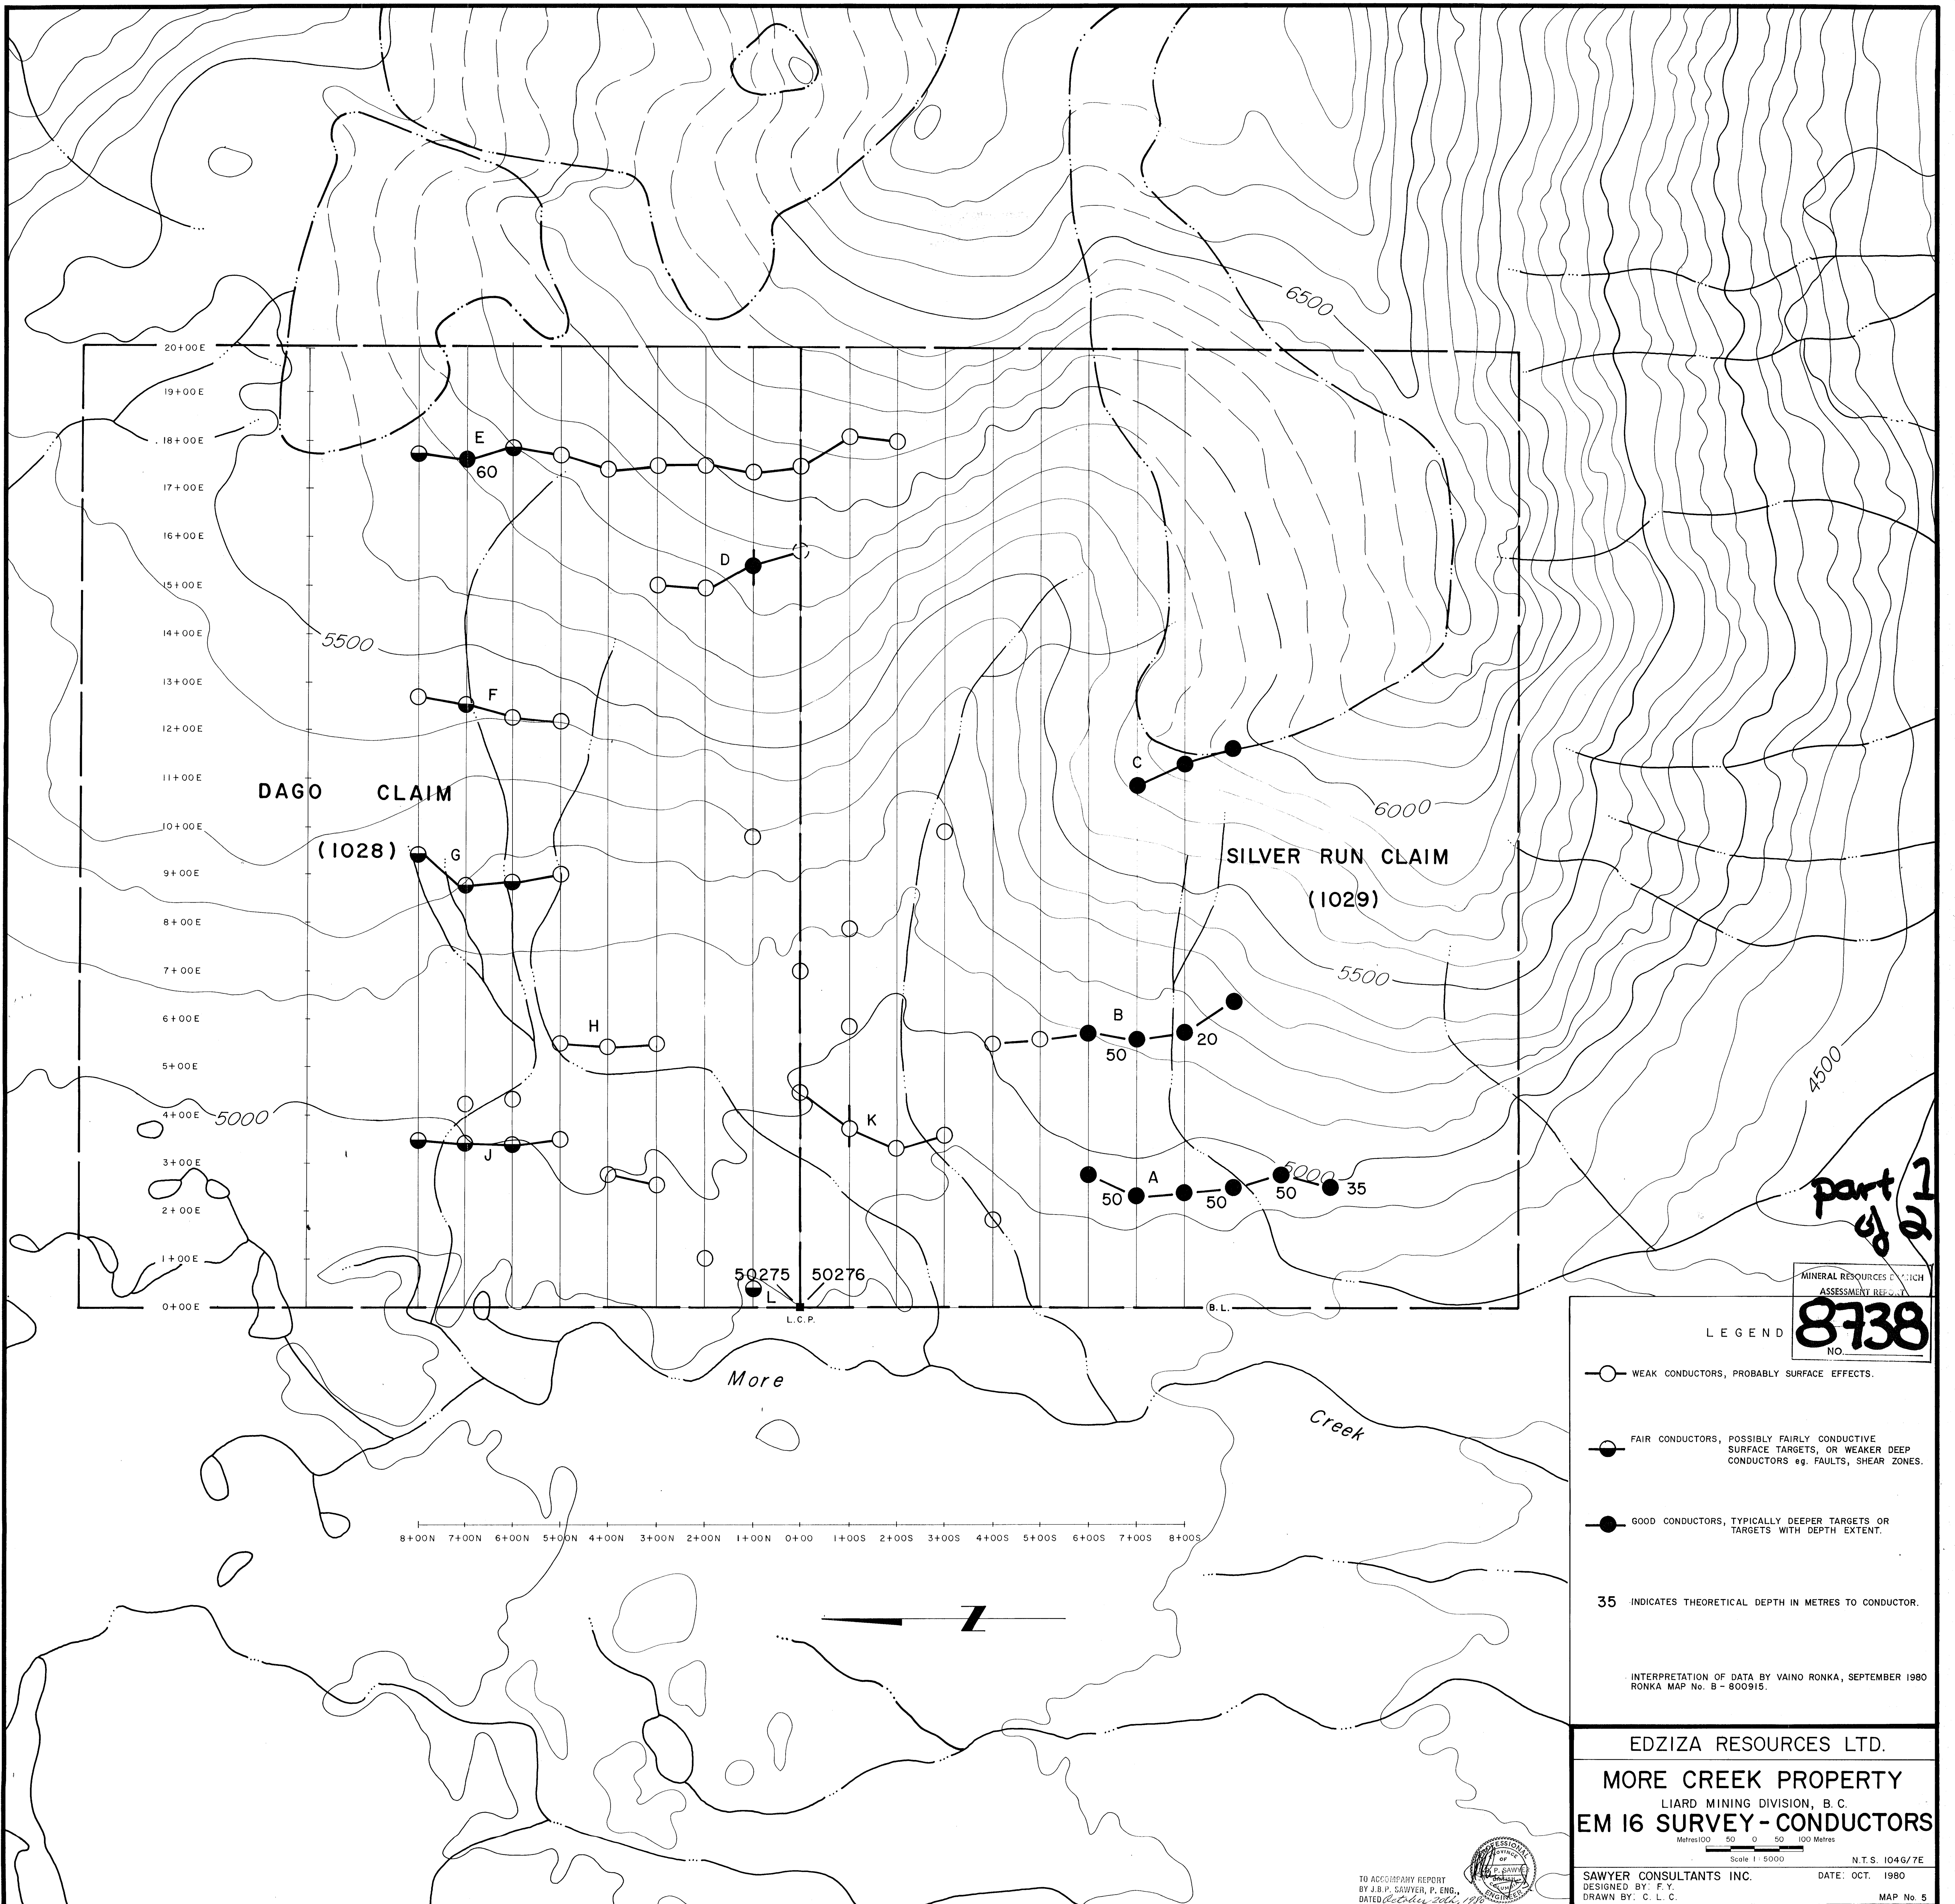 6500
20+00E
19+00E
18+00E
E
60
17+00E
16+00E
D
15+00E
14+00E
5500
13+00E
F
12+00E
C
11+00E
DAGO CLAIM
6000
10+00E
(1028)
G
SILVER RUN CLAIM
9+00E
(1029)
8+00E
7+00E
5500
6+00E
H
B
50
20
5+00E
4500
4+00E
5000
K
J
3+00E
5000
A
50
50
50
35
part 1
of 2
2+00E
1+00E
50275
50276
L
0+00E
B.L.
L.C.P.
MINERAL RESOURCES
ASSESSMENT REPORT
8738
NO.
LEGEND
More
Creek
WEAK CONDUCTORS, PROBABLY SURFACE EFFECTS.
FAIR CONDUCTORS, POSSIBLY FAIRLY CONDUCTIVE
SURFACE TARGETS, OR WEAKER DEEP
CONDUCTORS eg. FAULTS, SHEAR ZONES.
GOOD CONDUCTORS, TYPICALLY DEEPER TARGETS OR
TARGETS WITH DEPTH EXTENT.
8+00N 7+00N 6+00N 5+00N 4+00N 3+00N 2+00N 1+00N 0+00 1+00S 2+00S 3+00S 4+00S 5+00S 6+00S 7+00S 8+00S
35 INDICATES THEORETICAL DEPTH IN METRES TO CONDUCTOR.
Z
INTERPRETATION OF DATA BY VAINO RONKA, SEPTEMBER 1980
RONKA MAP No. B-800915.
EDZIZA RESOURCES LTD.
MORE CREEK PROPERTY
LIARD MINING DIVISION, B.C.
EM 16 SURVEY-CONDUCTORS
Metres 100 50 0 50 100 Metres
Scale 1:5000
N.T.S. 104G/7E
SAWYER CONSULTANTS INC.
DATE: OCT. 1980
DESIGNED BY: F.Y.
DRAWN BY: C.L.C.
MAP No. 5
TO ACCOMPANY REPORT
BY J.B.P. SAWYER, P. ENG.,
DATED October 20th, 1980
PROFESSIONAL
PROVINCE
OF
P. SAWYER
ENGINEER